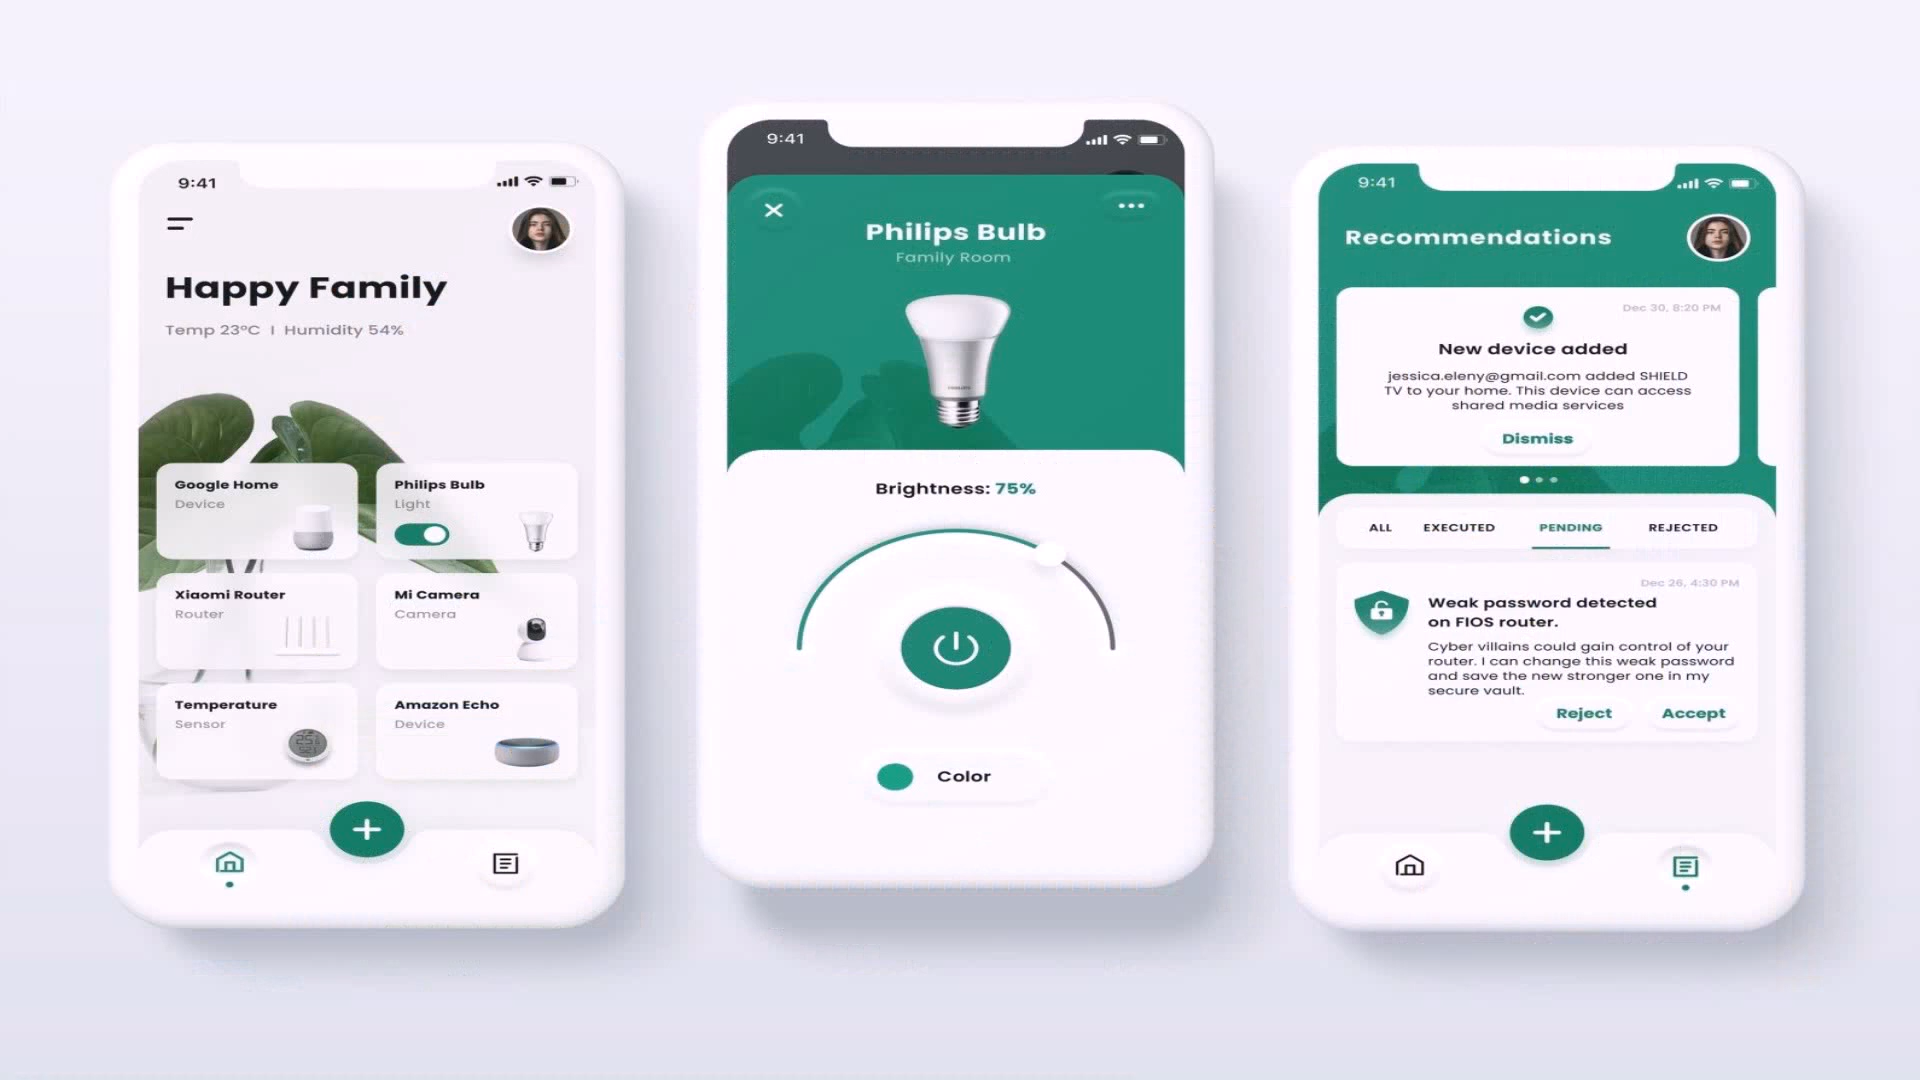 9:41
Happy Family
Temp 23°C | Humidity 54%
Google Home
Device
Philips Bulb
Light
Xiaomi Router
Router
Mi Camera
Camera
Temperature
Sensor
Amazon Echo
Device
9:41
Philips Bulb
Family Room
PHILIPS
Brightness: 75%
Color
9:41
Recommendations
Dec 30, 8:20 PM
New device added
jessica.eleny@gmail.com added SHIELD
TV to your home. This device can access
shared media services
Dismiss
ALL EXECUTED PENDING REJECTED
Dec 26, 4:30 PM
Weak password detected
on FIOS router.
Cyber villains could gain control of your
router. I can change this weak password
and save the new stronger one in my
secure vault.
Reject Accept